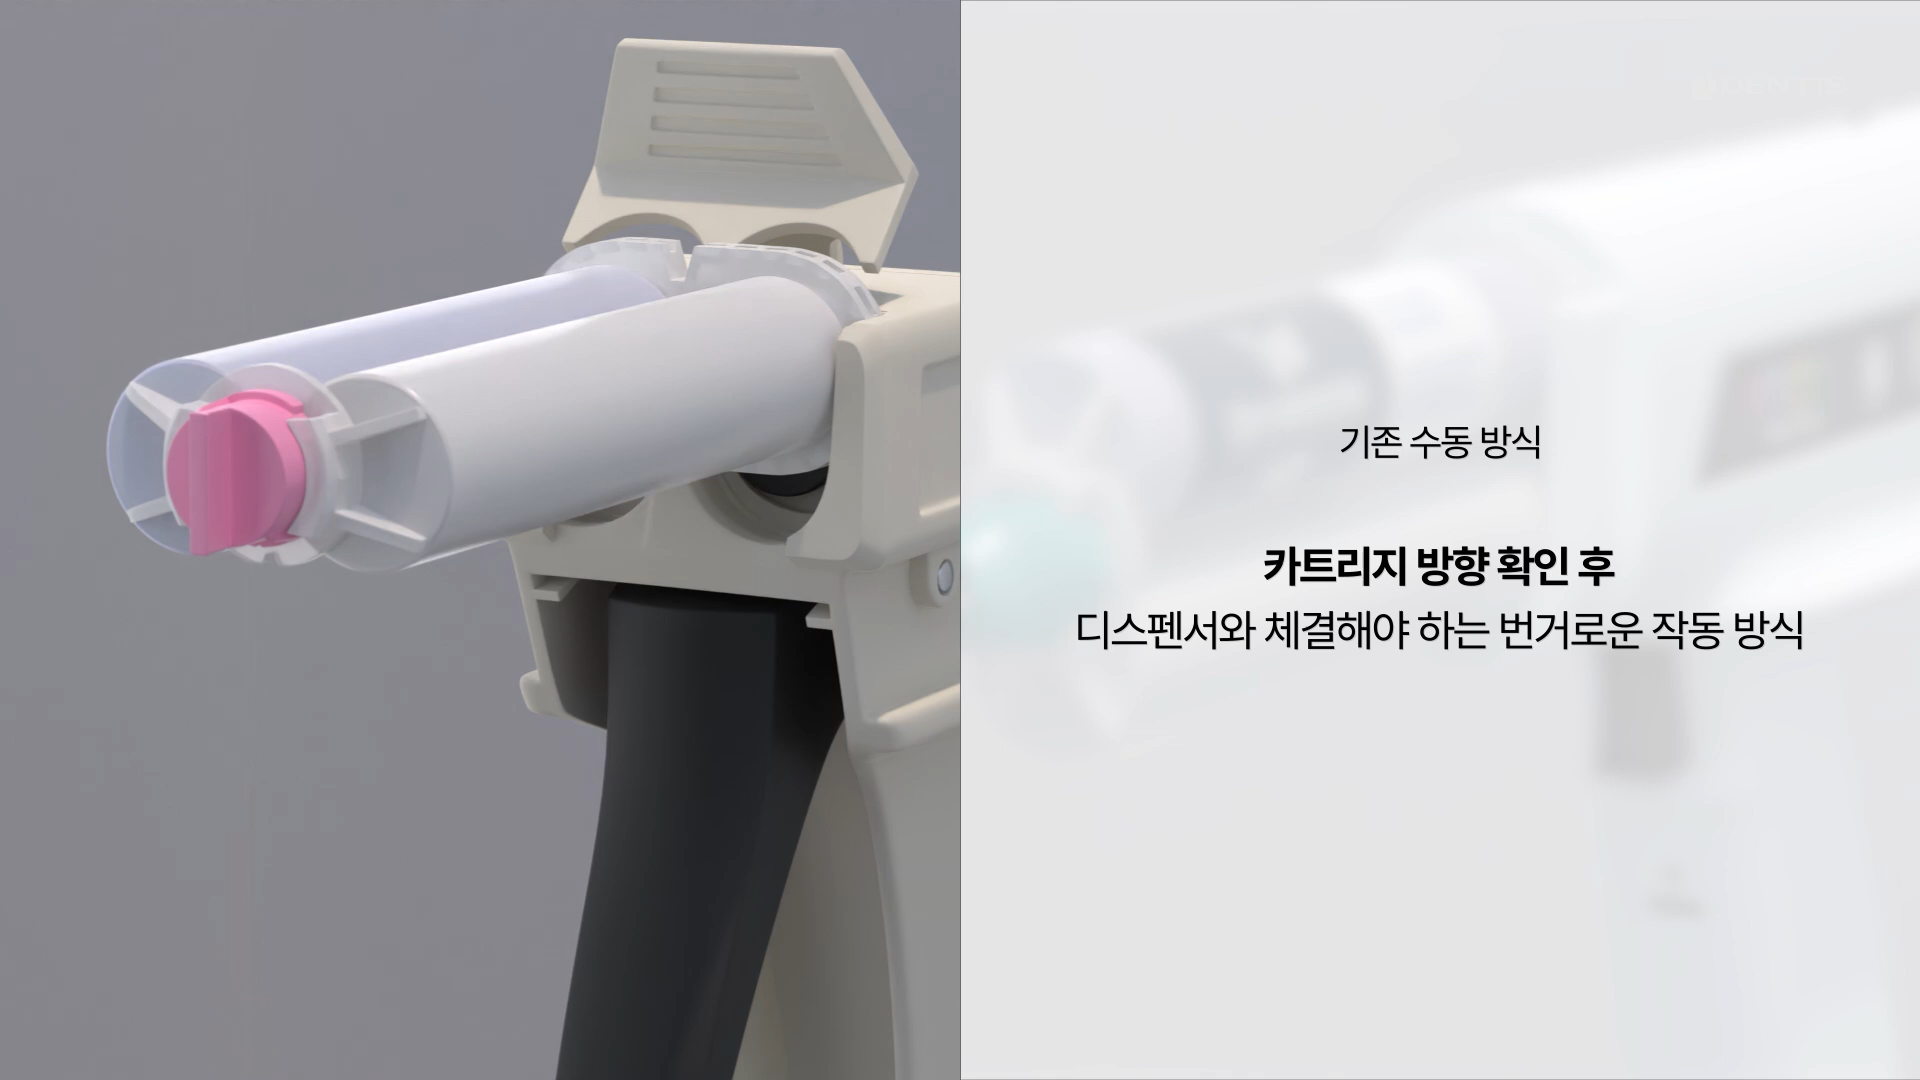 DENTIS
기존 수동 방식
카트리지 방향 확인 후
디스펜서와 체결해야 하는 번거로운 작동 방식